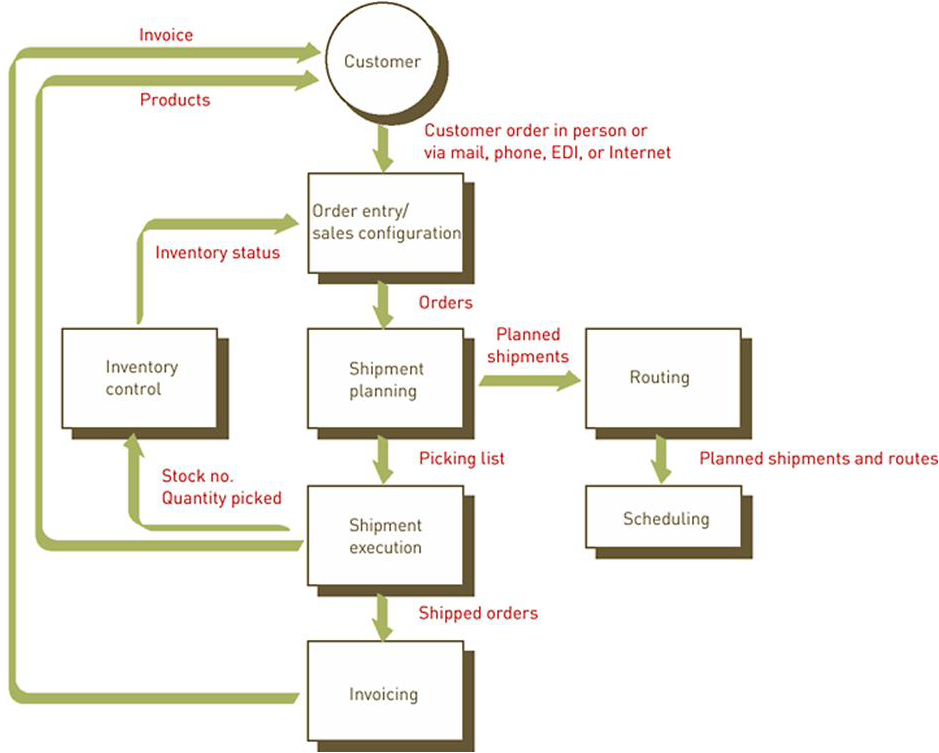 Invoice
Customer
Products
Customer order in person or
via mail, phone, EDI, or Internet
Order entry/
sales configuration
Inventory status
Orders
Planned
shipments
Inventory
control
Shipment
planning
Routing
Picking list
Planned shipments and routes
Stock no.
Quantity picked
Shipment
execution
Scheduling
Shipped orders
Invoicing